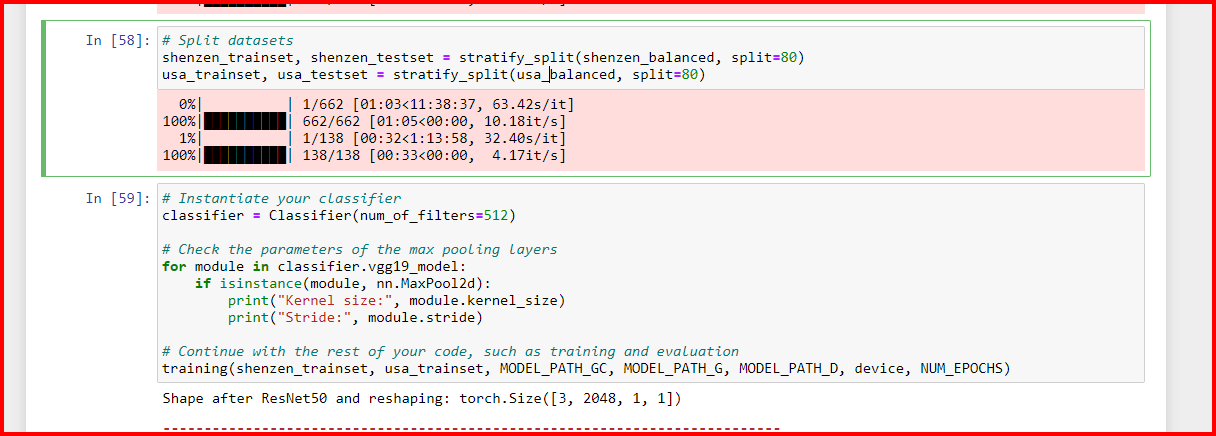 In [58]: # Split datasets
shenzen_trainset, shenzen_testset = stratify_split(shenzen_balanced, split=80)
usa_trainset, usa_testset = stratify_split(usa_balanced, split=80)
0%| | 1/662 [01:03<11:38:37, 63.42s/it]
100%|██████████| 662/662 [01:05<00:00, 10.18it/s]
1%| | 1/138 [00:32<1:13:58, 32.40s/it]
100%|██████████| 138/138 [00:33<00:00, 4.17it/s]
In [59]: # Instantiate your classifier
classifier = Classifier(num_of_filters=512)
# Check the parameters of the max pooling layers
for module in classifier.vgg19_model:
if isinstance(module, nn.MaxPool2d):
print("Kernel size:", module.kernel_size)
print("Stride:", module.stride)
# Continue with the rest of your code, such as training and evaluation
training(shenzen_trainset, usa_trainset, MODEL_PATH_GC, MODEL_PATH_G, MODEL_PATH_D, device, NUM_EPOCHS)
Shape after ResNet50 and reshaping: torch.Size([3, 2048, 1, 1])
---------------------------------------------------------------------------